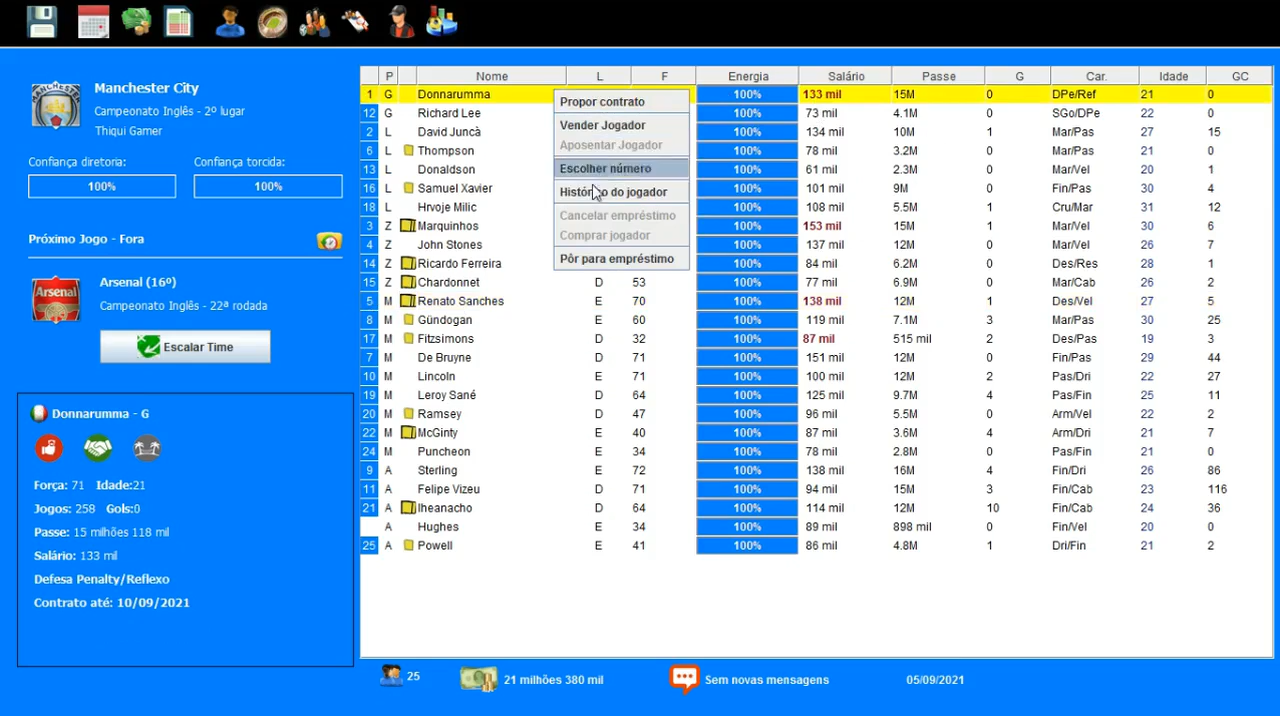 Manchester City
Campeonato Inglês - 2º lugar
Thiqui Gamer
Confiança diretoria: Confiança torcida:
100% 100%
Próximo Jogo - Fora
Arsenal (16º)
Campeonato Inglês - 22ª rodada
Escalar Time
Donnarumma - G
Força: 71 Idade:21
Jogos: 258 Gols:0
Passe: 15 milhões 118 mil
Salário: 133 mil
Defesa Penalty/Reflexo
Contrato até: 10/09/2021
P Nome L F Energia Salário Passe G Car. Idade GC
1 G Donnarumma 100% 133 mil 15M 0 DPe/Ref 21 0
12 G Richard Lee 100% 73 mil 4.1M 0 SGo/DPe 22 0
2 L David Juncà 100% 134 mil 10M 1 Mar/Pas 27 15
6 L Thompson 100% 78 mil 3.2M 0 Mar/Pas 21 0
13 L Donaldson 100% 61 mil 2.3M 0 Mar/Vel 20 1
16 L Samuel Xavier 100% 101 mil 9M 0 Fin/Pas 30 4
18 L Hrvoje Milic 100% 108 mil 5.5M 1 Cru/Mar 31 12
3 Z Marquinhos 100% 153 mil 12M 0 Mar/Vel 30 6
4 Z John Stones 100% 137 mil 12M 0 Mar/Vel 26 7
14 Z Ricardo Ferreira 100% 84 mil 6.2M 0 Des/Res 28 1
15 Z Chardonnet D 53 100% 77 mil 6.9M 0 Mar/Cab 26 2
5 M Renato Sanches E 70 100% 138 mil 12M 1 Des/Vel 27 5
8 M Gündogan E 60 100% 119 mil 7.1M 3 Mar/Pas 30 25
17 M Fitzsimons D 32 100% 87 mil 515 mil 2 Des/Pas 19 3
7 M De Bruyne D 71 100% 151 mil 12M 0 Fin/Pas 29 44
10 M Lincoln E 71 100% 100 mil 12M 2 Pas/Dri 22 27
19 M Leroy Sané D 64 100% 125 mil 9.7M 4 Pas/Fin 25 11
20 M Ramsey D 47 100% 96 mil 5.5M 0 Arm/Vel 22 2
22 M McGinty E 40 100% 87 mil 3.6M 4 Arm/Dri 21 7
24 M Puncheon E 34 100% 78 mil 2.8M 0 Pas/Fin 21 0
9 A Sterling E 72 100% 138 mil 16M 4 Fin/Dri 26 86
11 A Felipe Vizeu D 71 100% 94 mil 15M 3 Fin/Cab 23 116
21 A Iheanacho D 64 100% 114 mil 12M 10 Fin/Cab 24 36
A Hughes E 34 100% 89 mil 898 mil 0 Fin/Vel 20 0
25 A Powell E 41 100% 86 mil 4.8M 1 Dri/Fin 21 2
Propor contrato
Vender Jogador
Aposentar Jogador
Escolher número
Histórico do jogador
Cancelar empréstimo
Comprar jogador
Pôr para empréstimo
25 21 milhões 380 mil Sem novas mensagens 05/09/2021